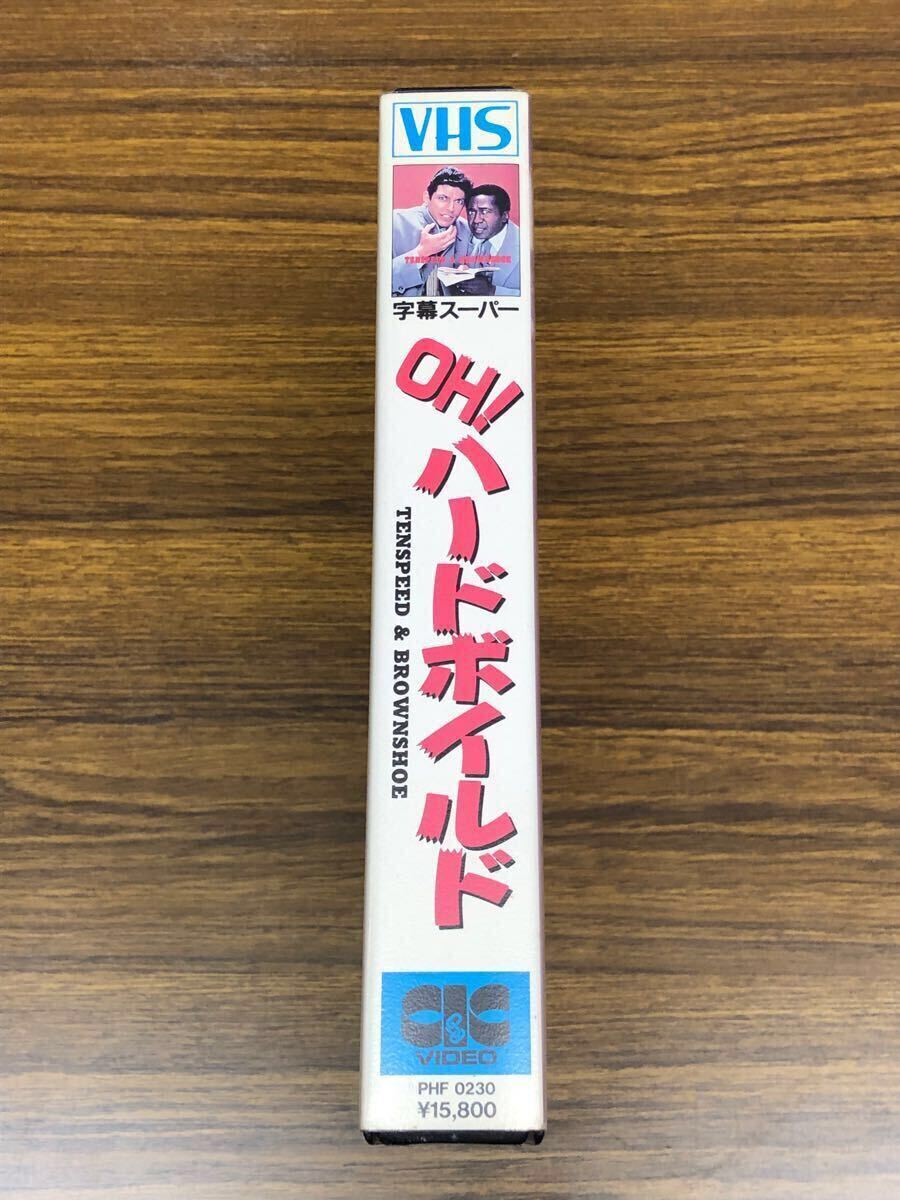 VHS
TENSPEED & BROWNSHOE
字幕スーパー
OH!ハードボイルド
TENSPEED & BROWNSHOE
CIC
VIDEO
PHF 0230
¥15,800